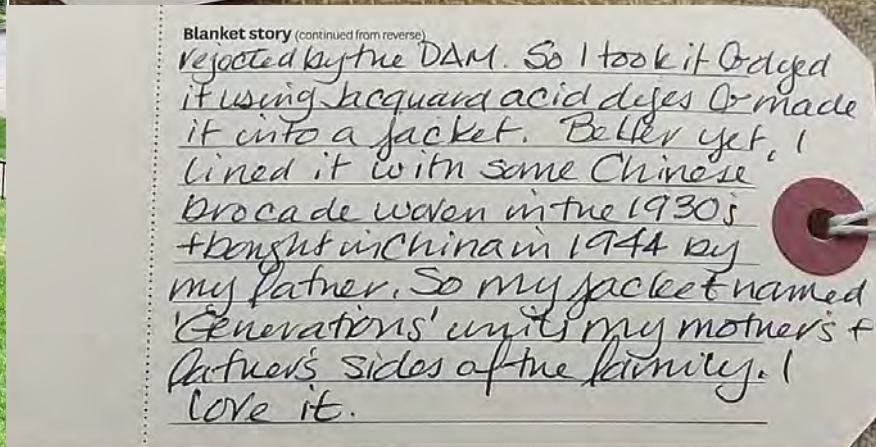 Blanket story (continued from reverse)
rejected by the DAM. So I took it & dyed
it using Jacquard acid dyes & made
it into a jacket. Better yet, I
lined it with some Chinese
brocade woven in the 1930s
+ bought in China in 1944 by
my father. So my jacket named
'Generations' units my mother's +
father's sides of the family. I
love it.